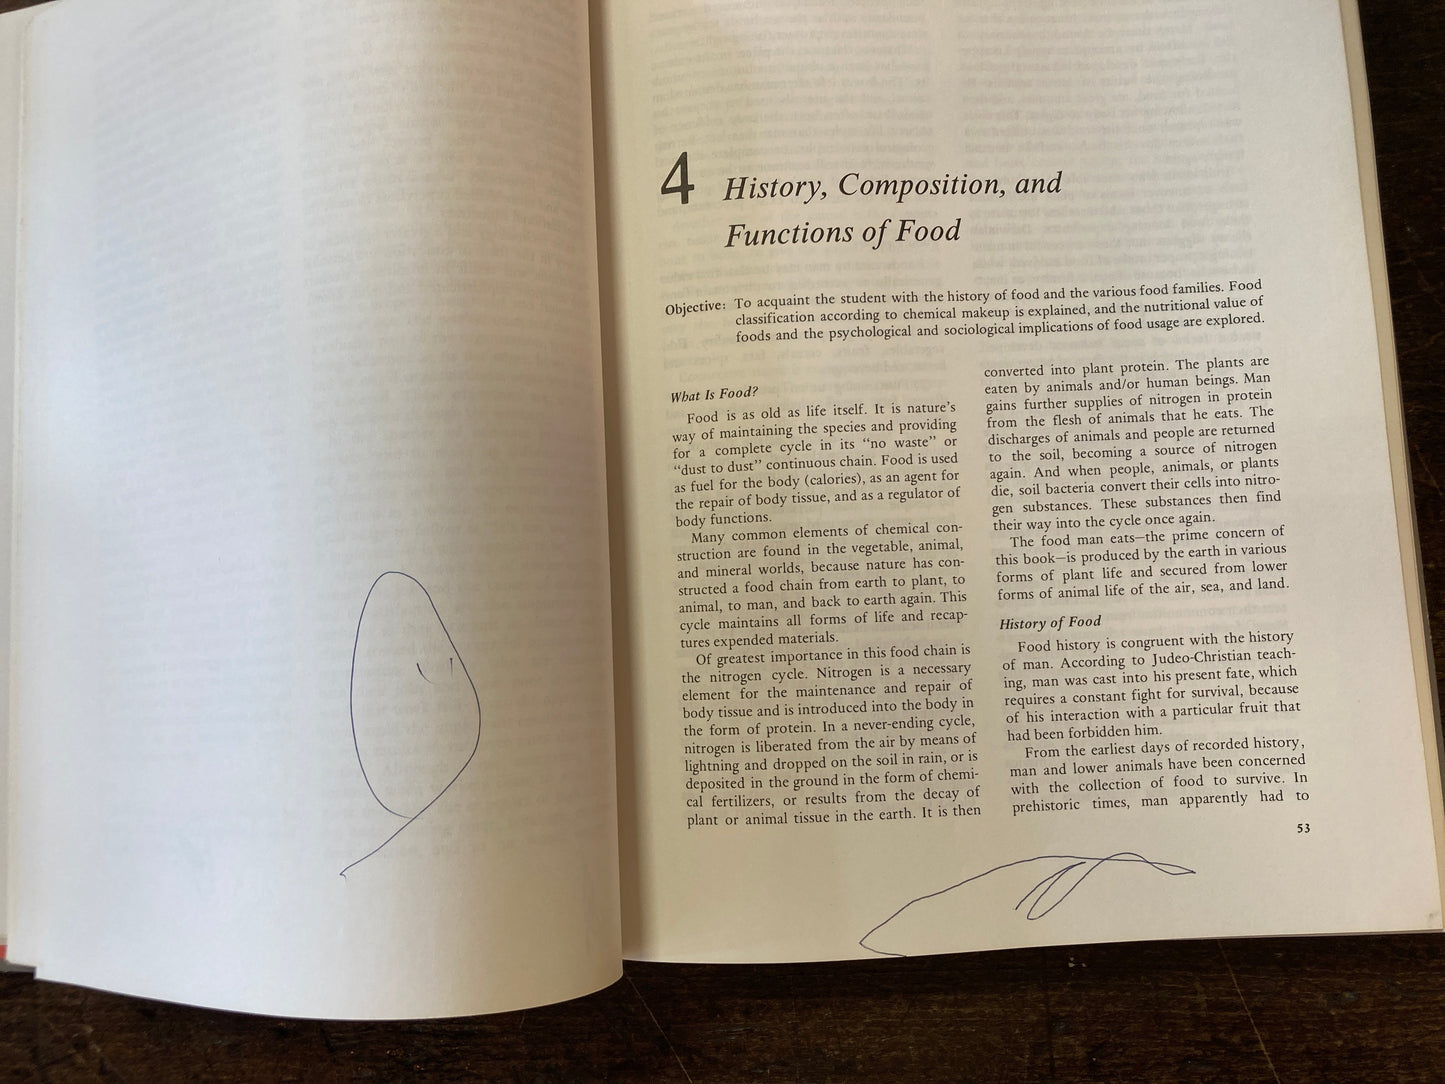 4 History, Composition, and
Functions of Food
Objective: To acquaint the student with the history of food and the various food families. Food
classification according to chemical makeup is explained, and the nutritional value of
foods and the psychological and sociological implications of food usage are explored.
What Is Food?
Food is as old as life itself. It is nature's
way of maintaining the species and providing
for a complete cycle in its “no waste” or
“dust to dust” continuous chain. Food is used
as fuel for the body (calories), as an agent for
the repair of body tissue, and as a regulator of
body functions.
Many common elements of chemical con-
struction are found in the vegetable, animal,
and mineral worlds, because nature has con-
structed a food chain from earth to plant, to
animal, to man, and back to earth again. This
cycle maintains all forms of life and recap-
tures expended materials.
Of greatest importance in this food chain is
the nitrogen cycle. Nitrogen is a necessary
element for the maintenance and repair of
body tissue and is introduced into the body in
the form of protein. In a never-ending cycle,
nitrogen is liberated from the air by means of
lightning and dropped on the soil in rain, or is
deposited in the ground in the form of chemi-
cal fertilizers, or results from the decay of
plant or animal tissue in the earth. It is then
converted into plant protein. The plants are
eaten by animals and/or human beings. Man
gains further supplies of nitrogen in protein
from the flesh of animals that he eats. The
discharges of animals and people are returned
to the soil, becoming a source of nitrogen
again. And when people, animals, or plants
die, soil bacteria convert their cells into nitro-
gen substances. These substances then find
their way into the cycle once again.
The food man eats—the prime concern of
this book—is produced by the earth in various
forms of plant life and secured from lower
forms of animal life of the air, sea, and land.
History of Food
Food history is congruent with the history
of man. According to Judeo-Christian teach-
ing, man was cast into his present fate, which
requires a constant fight for survival, because
of his interaction with a particular fruit that
had been forbidden him.
From the earliest days of recorded history,
man and lower animals have been concerned
with the collection of food to survive. In
prehistoric times, man apparently had to
53